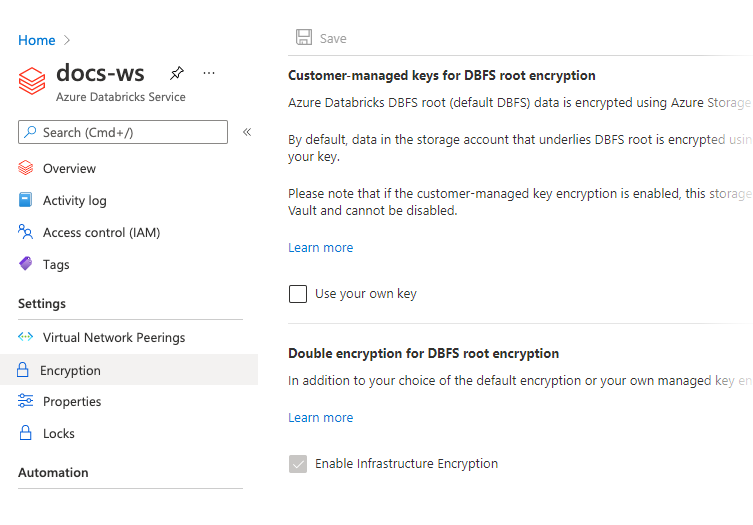 Home
docs-ws
Azure Databricks Service
Search (Cmd+/)
Overview
Activity log
Access control (IAM)
Tags
Settings
Virtual Network Peerings
Encryption
Properties
Locks
Automation
Save
Customer-managed keys for DBFS root encryption
Azure Databricks DBFS root (default DBFS) data is encrypted using Azure Storage
By default, data in the storage account that underlies DBFS root is encrypted using
your key.
Please note that if the customer-managed key encryption is enabled, this storage
Vault and cannot be disabled.
Learn more
Use your own key
Double encryption for DBFS root encryption
In addition to your choice of the default encryption or your own managed key en
Learn more
Enable Infrastructure Encryption